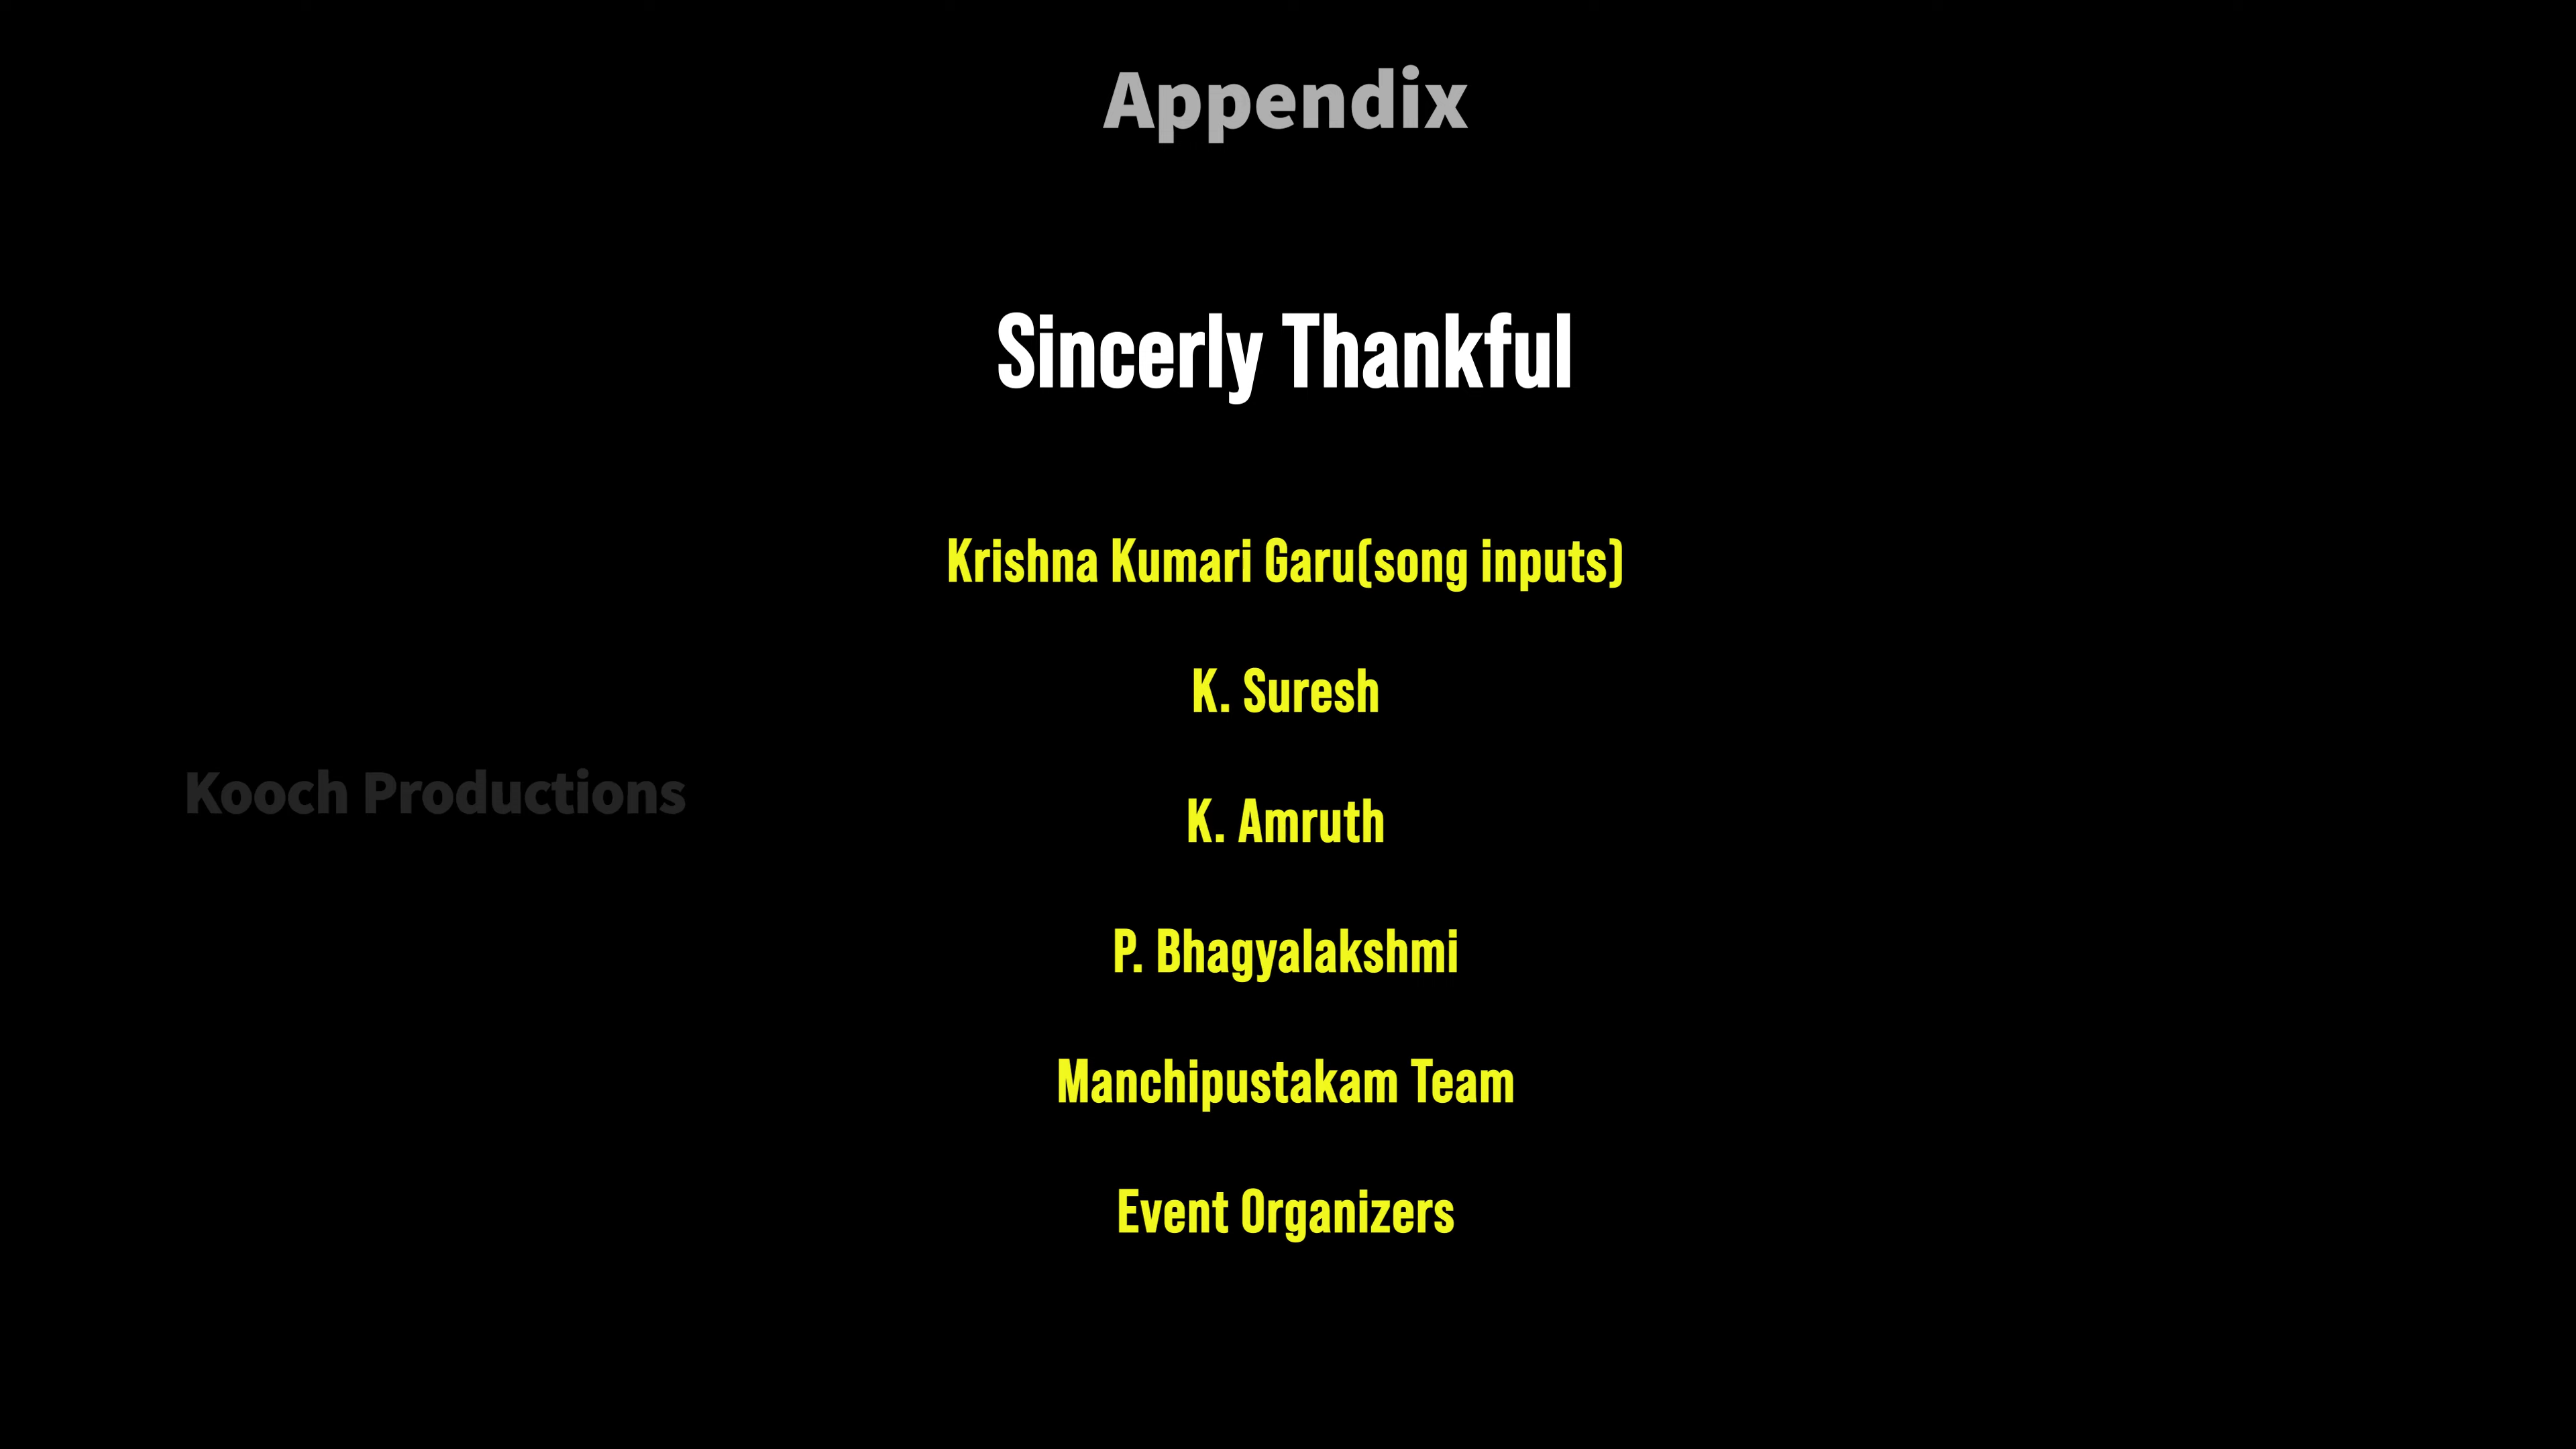 Appendix
Sincerly Thankful
Krishna Kumari Garu(song inputs)
K. Suresh
Kooch Productions
K. Amruth
P. Bhagyalakshmi
Manchipustakam Team
Event Organizers